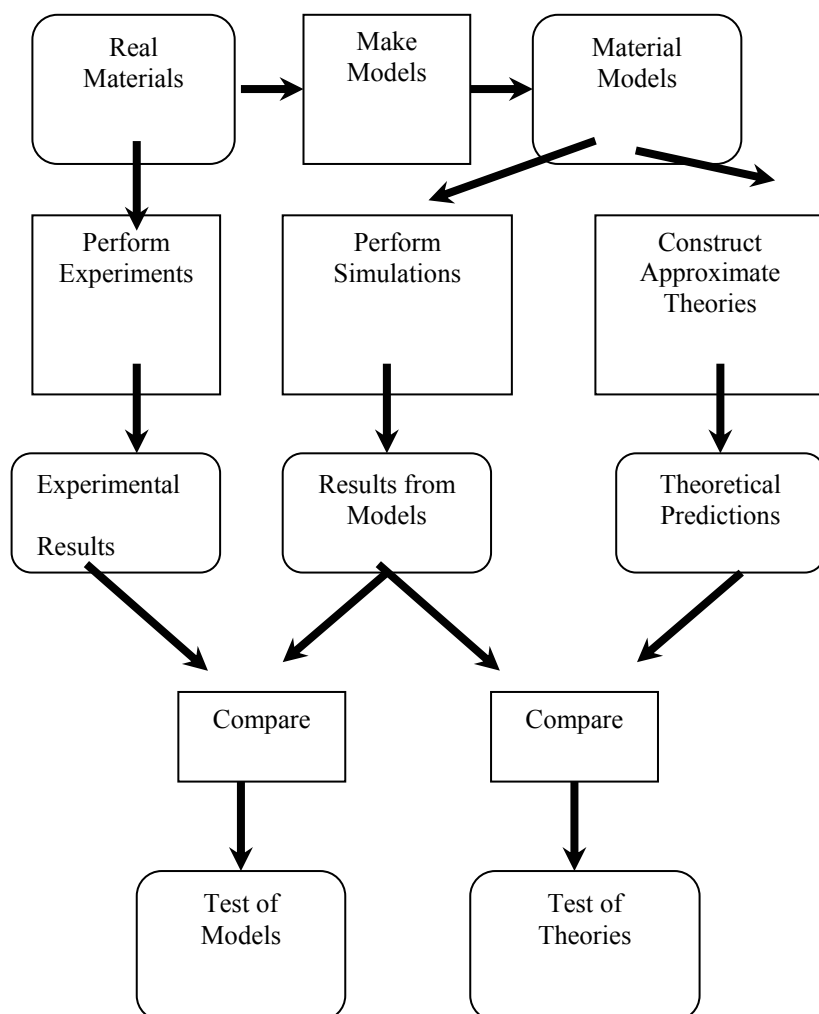 Real
Materials
Make
Models
Material
Models
Perform
Experiments
Perform
Simulations
Construct
Approximate
Theories
Experimental
Results
Results from
Models
Theoretical
Predictions
Compare
Compare
Test of
Models
Test of
Theories